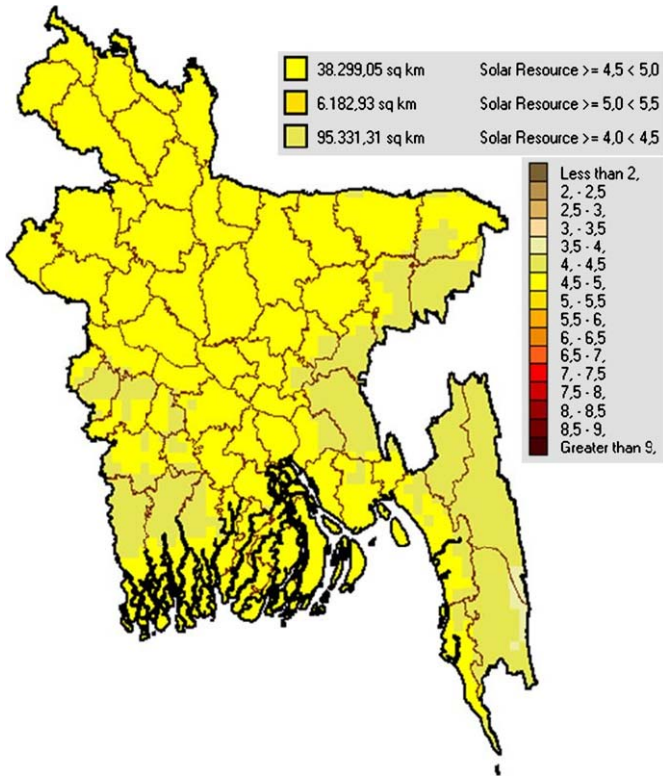 38.299,05 sq km Solar Resource >= 4,5 < 5,0
6.182,93 sq km Solar Resource >= 5,0 < 5,5
95.331,31 sq km Solar Resource >= 4,0 < 4,5
Less than 2,
2, - 2,5
2,5 - 3,
3, - 3,5
3,5 - 4,
4, - 4,5
4,5 - 5,
5, - 5,5
5,5 - 6,
6, - 6,5
6,5 - 7,
7, - 7,5
7,5 - 8,
8, - 8,5
8,5 - 9,
Greater than 9,